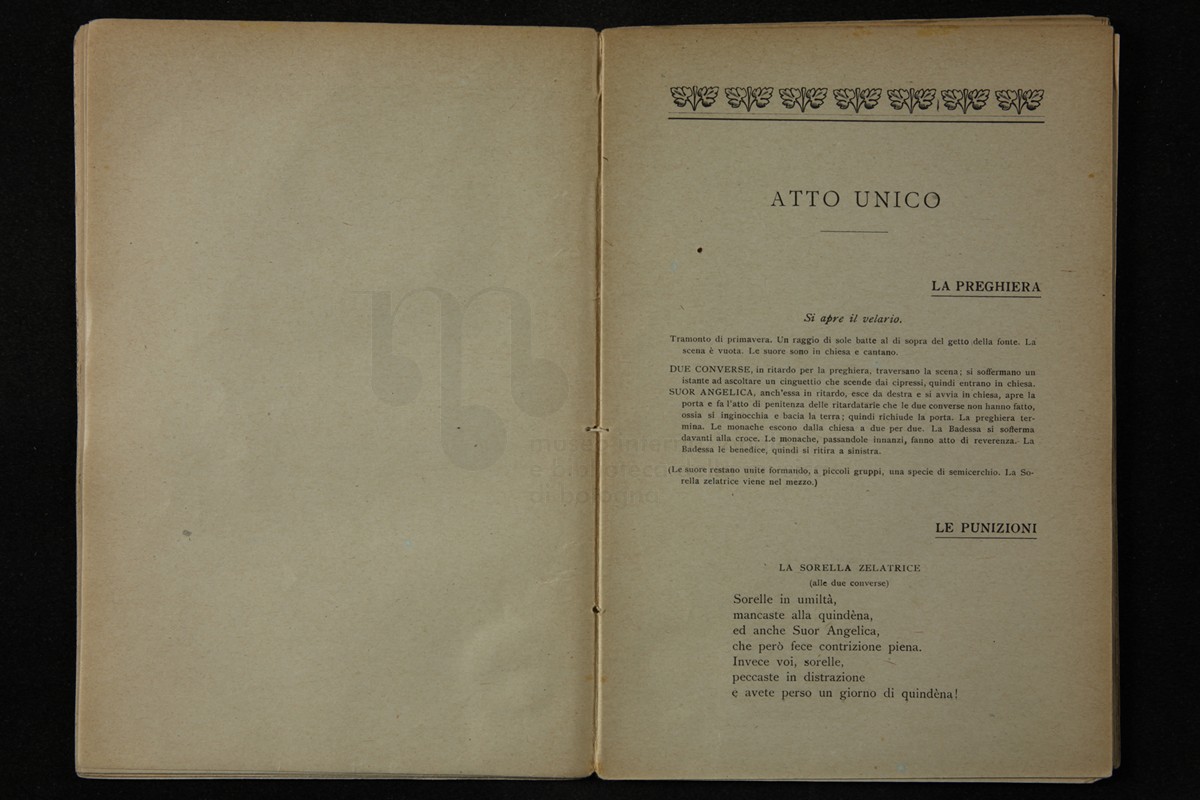 ATTO UNICO
LA PREGHIERA
Si apre il velario.
Tramonto di primavera. Un raggio di sole batte al di sopra del getto della fonte. La
scena è vuota. Le suore sono in chiesa e cantano.
DUE CONVERSE, in ritardo per la preghiera, traversano la scena; si soffermano un
istante ad ascoltare un cinguettio che scende dai cipressi, quindi entrano in chiesa.
SUOR ANGELICA, anch'essa in ritardo, esce da destra e si avvia in chiesa, apre la
porta e fa l'atto di penitenza delle ritardatarie che le due converse non hanno fatto,
ossia si inginocchia e bacia la terra; quindi richiude la porta. La preghiera ter-
mina. Le monache escono dalla chiesa a due per due. La Badessa si sofferma
davanti alla croce. Le monache, passandole innanzi, fanno atto di reverenza. La
Badessa le benedice, quindi si ritira a sinistra.
(Le suore restano unite formando, a piccoli gruppi, una specie di semicerchio. La So-
rella zelatrice viene nel mezzo.)
LE PUNIZIONI
LA SORELLA ZELATRICE
(alle due converse)
Sorelle in umiltà,
mancaste alla quindèna,
ed anche Suor Angelica,
che però fece contrizione piena.
Invece voi, sorelle,
peccaste in distrazione
e avete perso un giorno di quindèna!
m
e biblioteca
di bologna